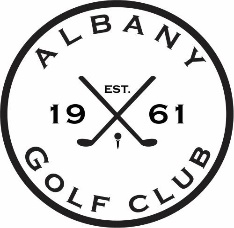 ALBANY
EST.
19 61
GOLF CLUB